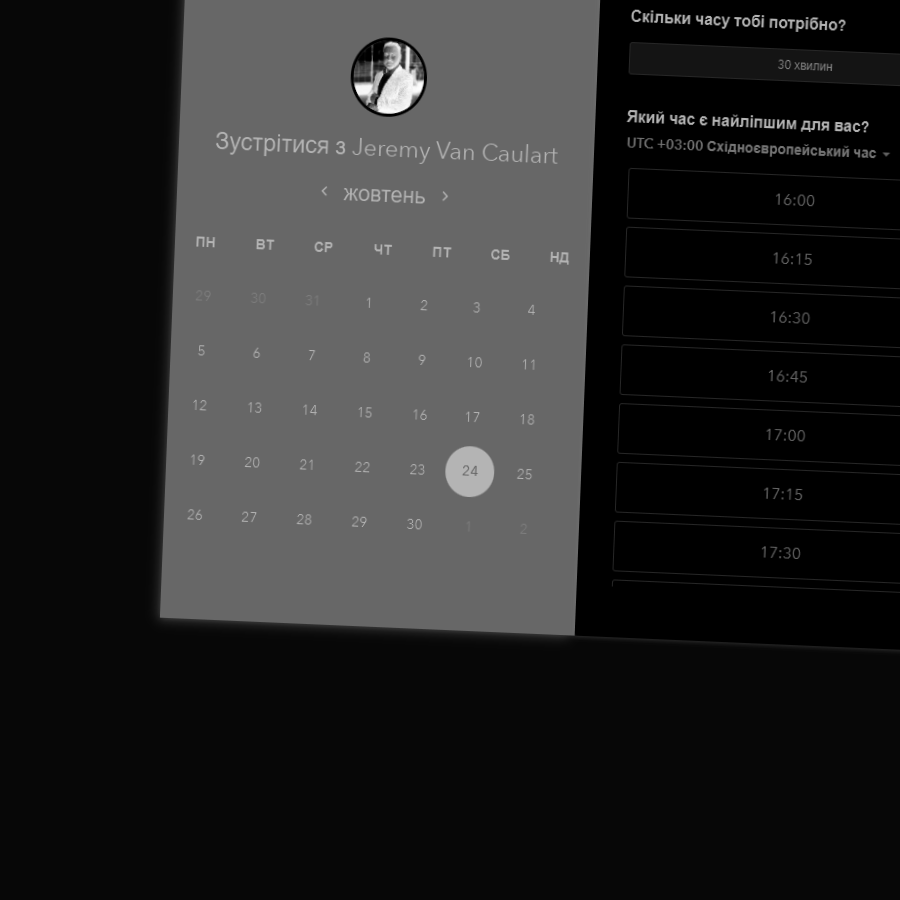 Зустрітися з Jeremy Van Caulart
жовтень
ПН ВТ СР ЧТ ПТ СБ НД
29 30 31 1 2 3 4
5 6 7 8 9 10 11
12 13 14 15 16 17 18
19 20 21 22 23 24 25
26 27 28 29 30 1 2
Скільки часу тобі потрібно?
30 хвилин
Який час є найліпшим для вас?
UTC +03:00 Східноєвропейський час
16:00
16:15
16:30
16:45
17:00
17:15
17:30